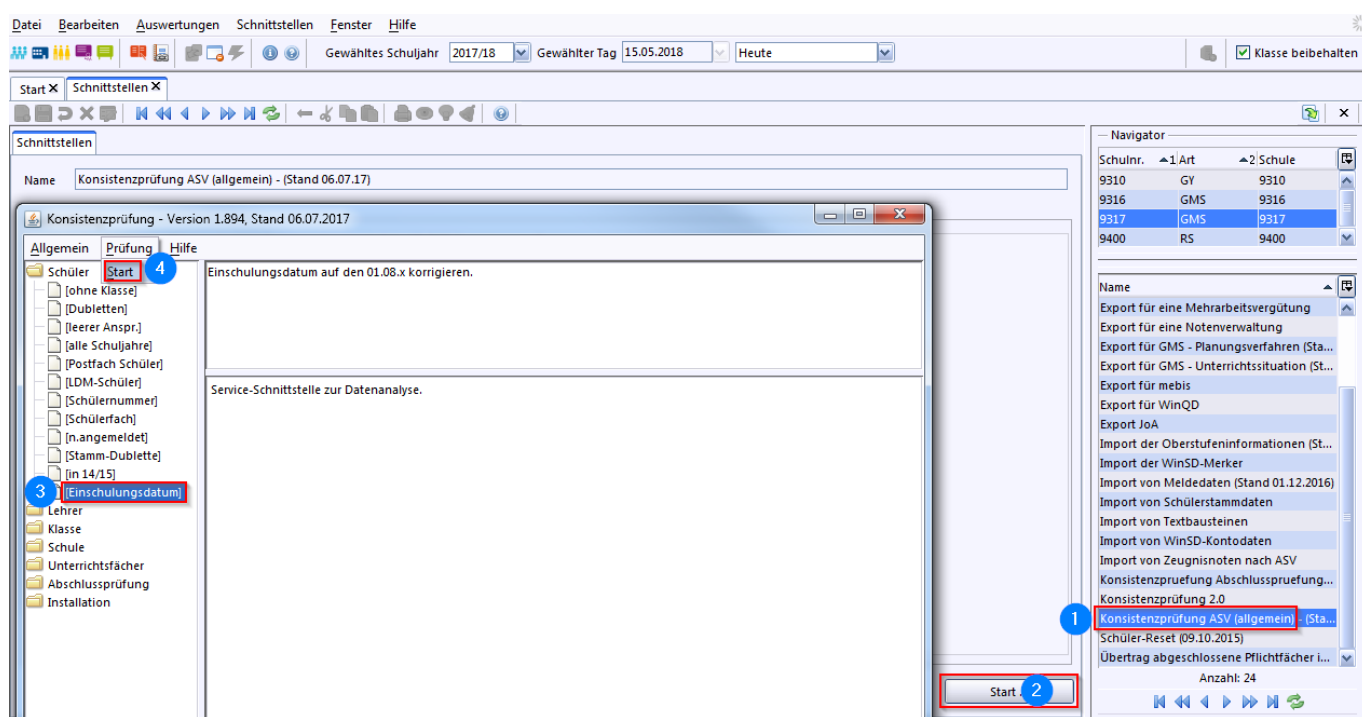 Datei Bearbeiten Auswertungen Schnittstellen Fenster Hilfe
Gewähltes Schuljahr 2017/18 Gewählter Tag 15.05.2018 Heute Klasse beibehalten
Start X Schnittstellen X
Schnittstellen
Name Konsistenzprüfung ASV (allgemein) - (Stand 06.07.17)
Konsistenzprüfung - Version 1.894, Stand 06.07.2017
Allgemein Prüfung Hilfe
Schüler Start 4
[ohne Klasse]
[Dubletten]
[leerer Anspr.]
[alle Schuljahre]
[Postfach Schüler]
[LDM-Schüler]
[Schülernummer]
[Schülerfach]
[n.angemeldet]
[Stamm-Dublette]
[in 14/15]
3 [Einschulungsdatum]
Lehrer
Klasse
Schule
Unterrichtsfächer
Abschlussprüfung
Installation
Einschulungsdatum auf den 01.08.x korrigieren.
Service-Schnittstelle zur Datenanalyse.
Start 2
Navigator
Schulnr. 1 Art 2 Schule
9310 GY 9310
9316 GMS 9316
9317 GMS 9317
9400 RS 9400
Name
Export für eine Mehrarbeitsvergütung
Export für eine Notenverwaltung
Export für GMS - Planungsverfahren (Sta...
Export für GMS - Unterrichtssituation (St...
Export für mebis
Export für WinQD
Export JoA
Import der Oberstufeninformationen (St...
Import der WinSD-Merker
Import von Meldedaten (Stand 01.12.2016)
Import von Schülerstammdaten
Import von Textbausteinen
Import von WinSD-Kontodaten
Import von Zeugnisnoten nach ASV
Konsistenzpruefung Abschlusspruefung...
Konsistenzprüfung 2.0
1 Konsistenzprüfung ASV (allgemein) - (Sta...
Schüler-Reset (09.10.2015)
Übertrag abgeschlossene Pflichtfächer i...
Anzahl: 24